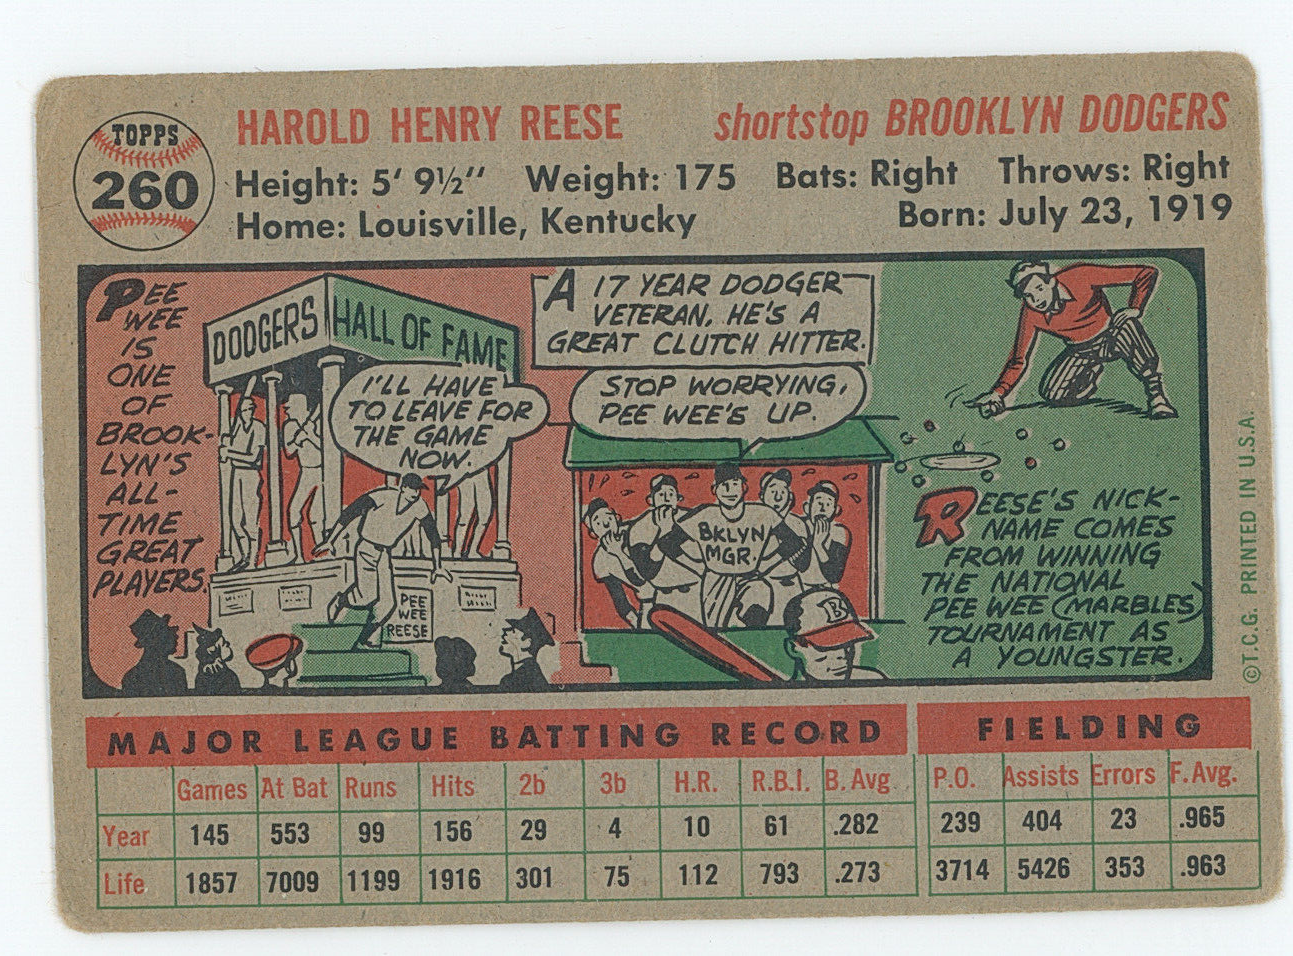 TOPPS
260
HAROLD HENRY REESE
shortstop BROOKLYN DODGERS
Height: 5' 9½" Weight: 175 Bats: Right Throws: Right
Home: Louisville, Kentucky
Born: July 23, 1919
PEE
WEE
IS
ONE
OF
BROOK-
LYN'S
ALL-
TIME
GREAT
PLAYERS.
DODGERS HALL OF FAME
I'LL HAVE
TO LEAVE FOR
THE GAME
NOW.
PEE
WEE
REESE
A 17 YEAR DODGER
VETERAN, HE'S A
GREAT CLUTCH HITTER.
STOP WORRYING,
PEE WEE'S UP.
BKLYN
MGR.
B
REESE'S NICK-
NAME COMES
FROM WINNING
THE NATIONAL
PEE WEE (MARBLES)
TOURNAMENT AS
A YOUNGSTER.
©T.C.G. PRINTED IN U.S.A.
MAJOR LEAGUE BATTING RECORD
FIELDING
Games At Bat Runs Hits 2b 3b H.R. R.B.I. B. Avg P.O. Assists Errors F. Avg.
Year 145 553 99 156 29 4 10 61 .282 239 404 23 .965
Life 1857 7009 1199 1916 301 75 112 793 .273 3714 5426 353 .963